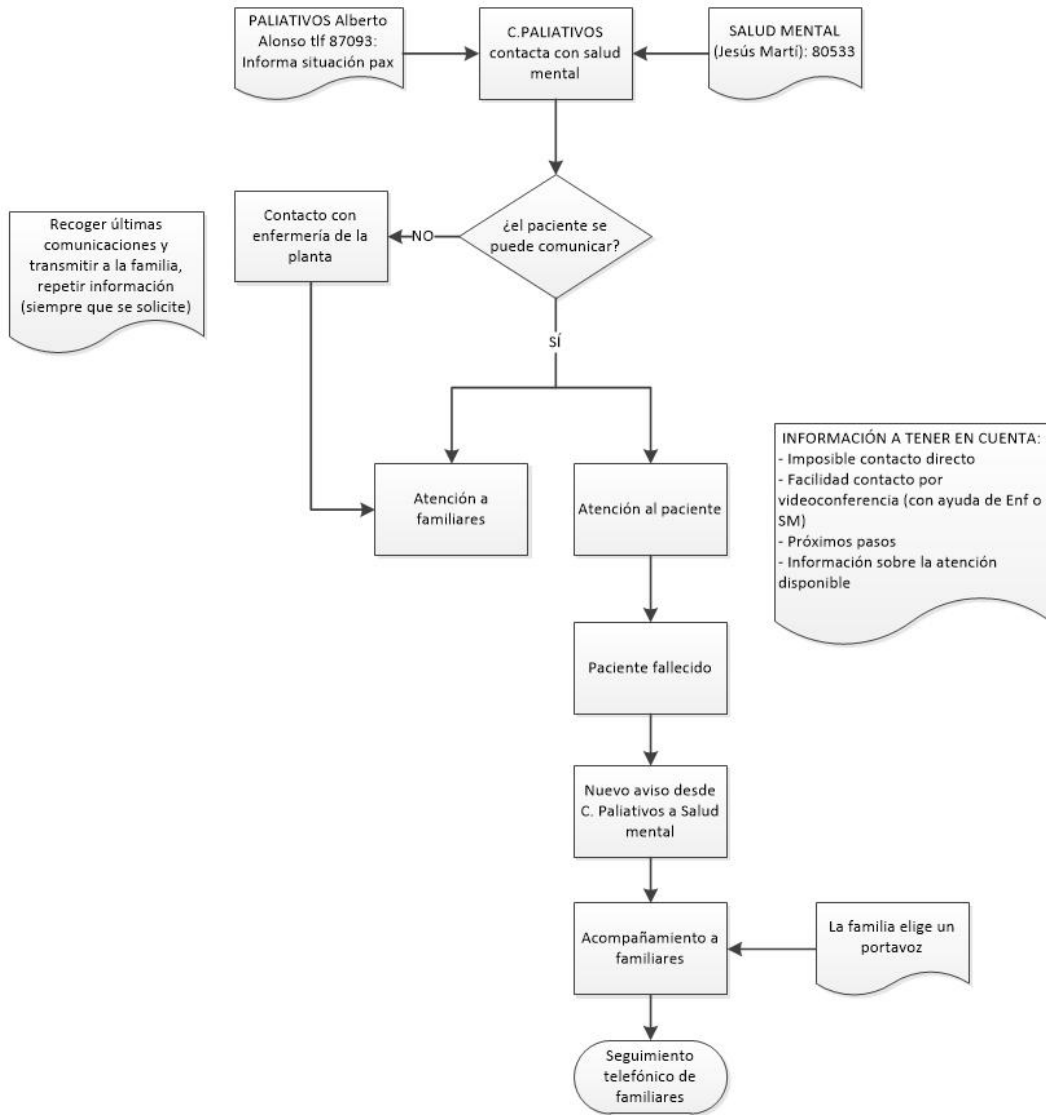 PALIATIVOS Alberto
Alonso tlf 87093:
Informa situación pax
C.PALIATIVOS
contacta con salud
mental
SALUD MENTAL
(Jesús Martí): 80533
¿el paciente se
puede comunicar?
NO
Contacto con
enfermería de la
planta
Recoger últimas
comunicaciones y
transmitir a la familia,
repetir información
(siempre que se solicite)
SÍ
Atención a
familiares
Atención al paciente
INFORMACIÓN A TENER EN CUENTA:
- Imposible contacto directo
- Facilidad contacto por
videoconferencia (con ayuda de Enf o
SM)
- Próximos pasos
- Información sobre la atención
disponible
Paciente fallecido
Nuevo aviso desde
C. Paliativos a Salud
mental
Acompañamiento a
familiares
La familia elige un
portavoz
Seguimiento
telefónico de
familiares